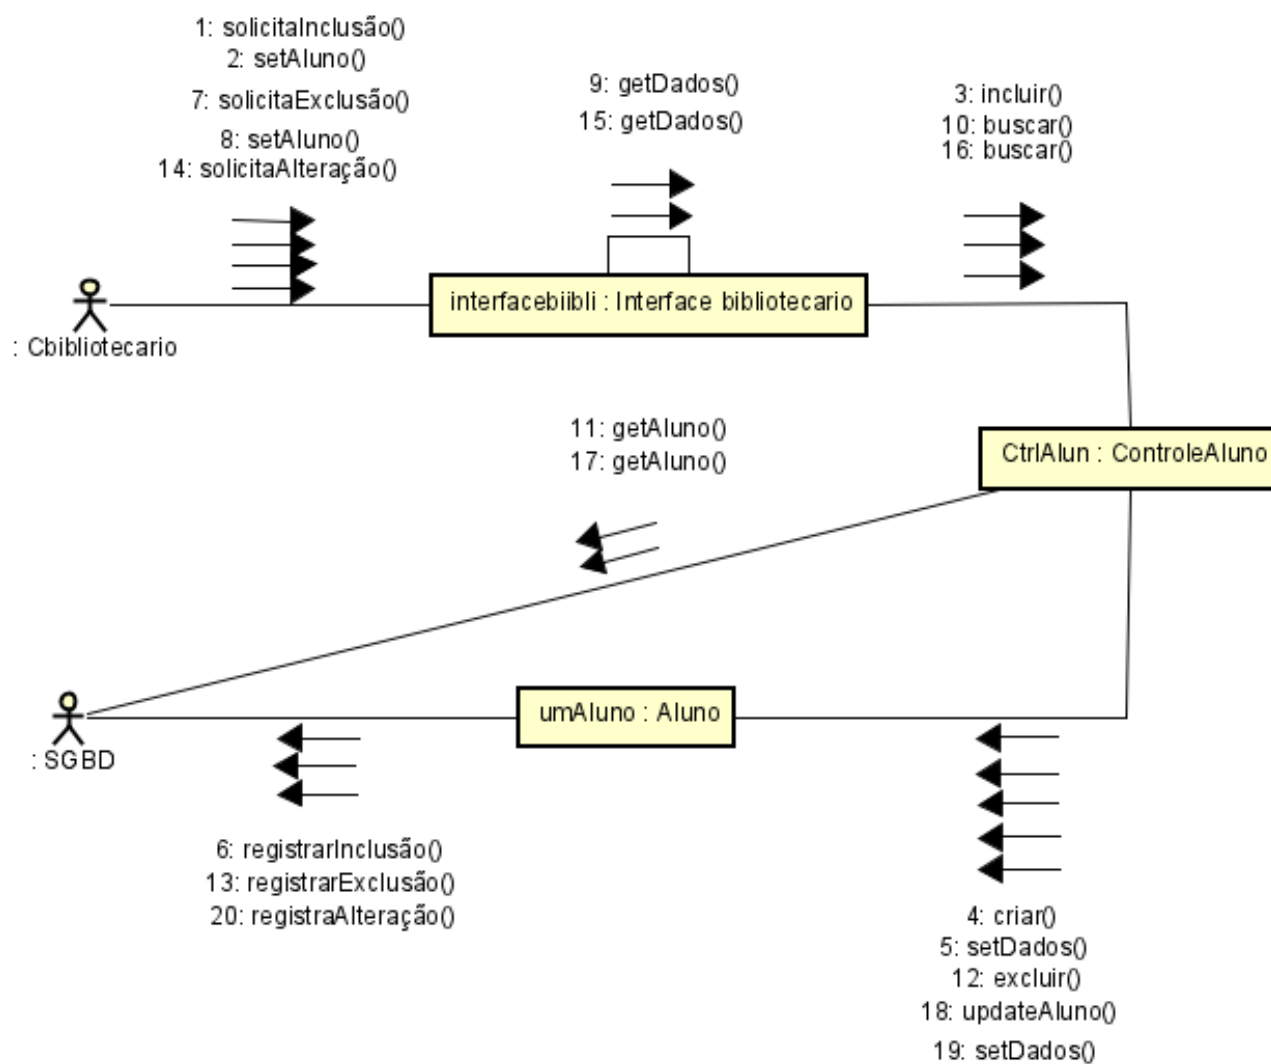 1: solicitaInclusão()
2: setAluno()
7: solicitaExclusão()
8: setAluno()
14: solicitaAlteração()
9: getDados()
15: getDados()
3: incluir()
10: buscar()
16: buscar()
interfacebiibli : Interface bibliotecario
: Cbibliotecario
11: getAluno()
17: getAluno()
CtrlAlun : ControleAluno
umAluno : Aluno
: SGBD
6: registrarInclusão()
13: registrarExclusão()
20: registraAlteração()
4: criar()
5: setDados()
12: excluir()
18: updateAluno()
19: setDados()